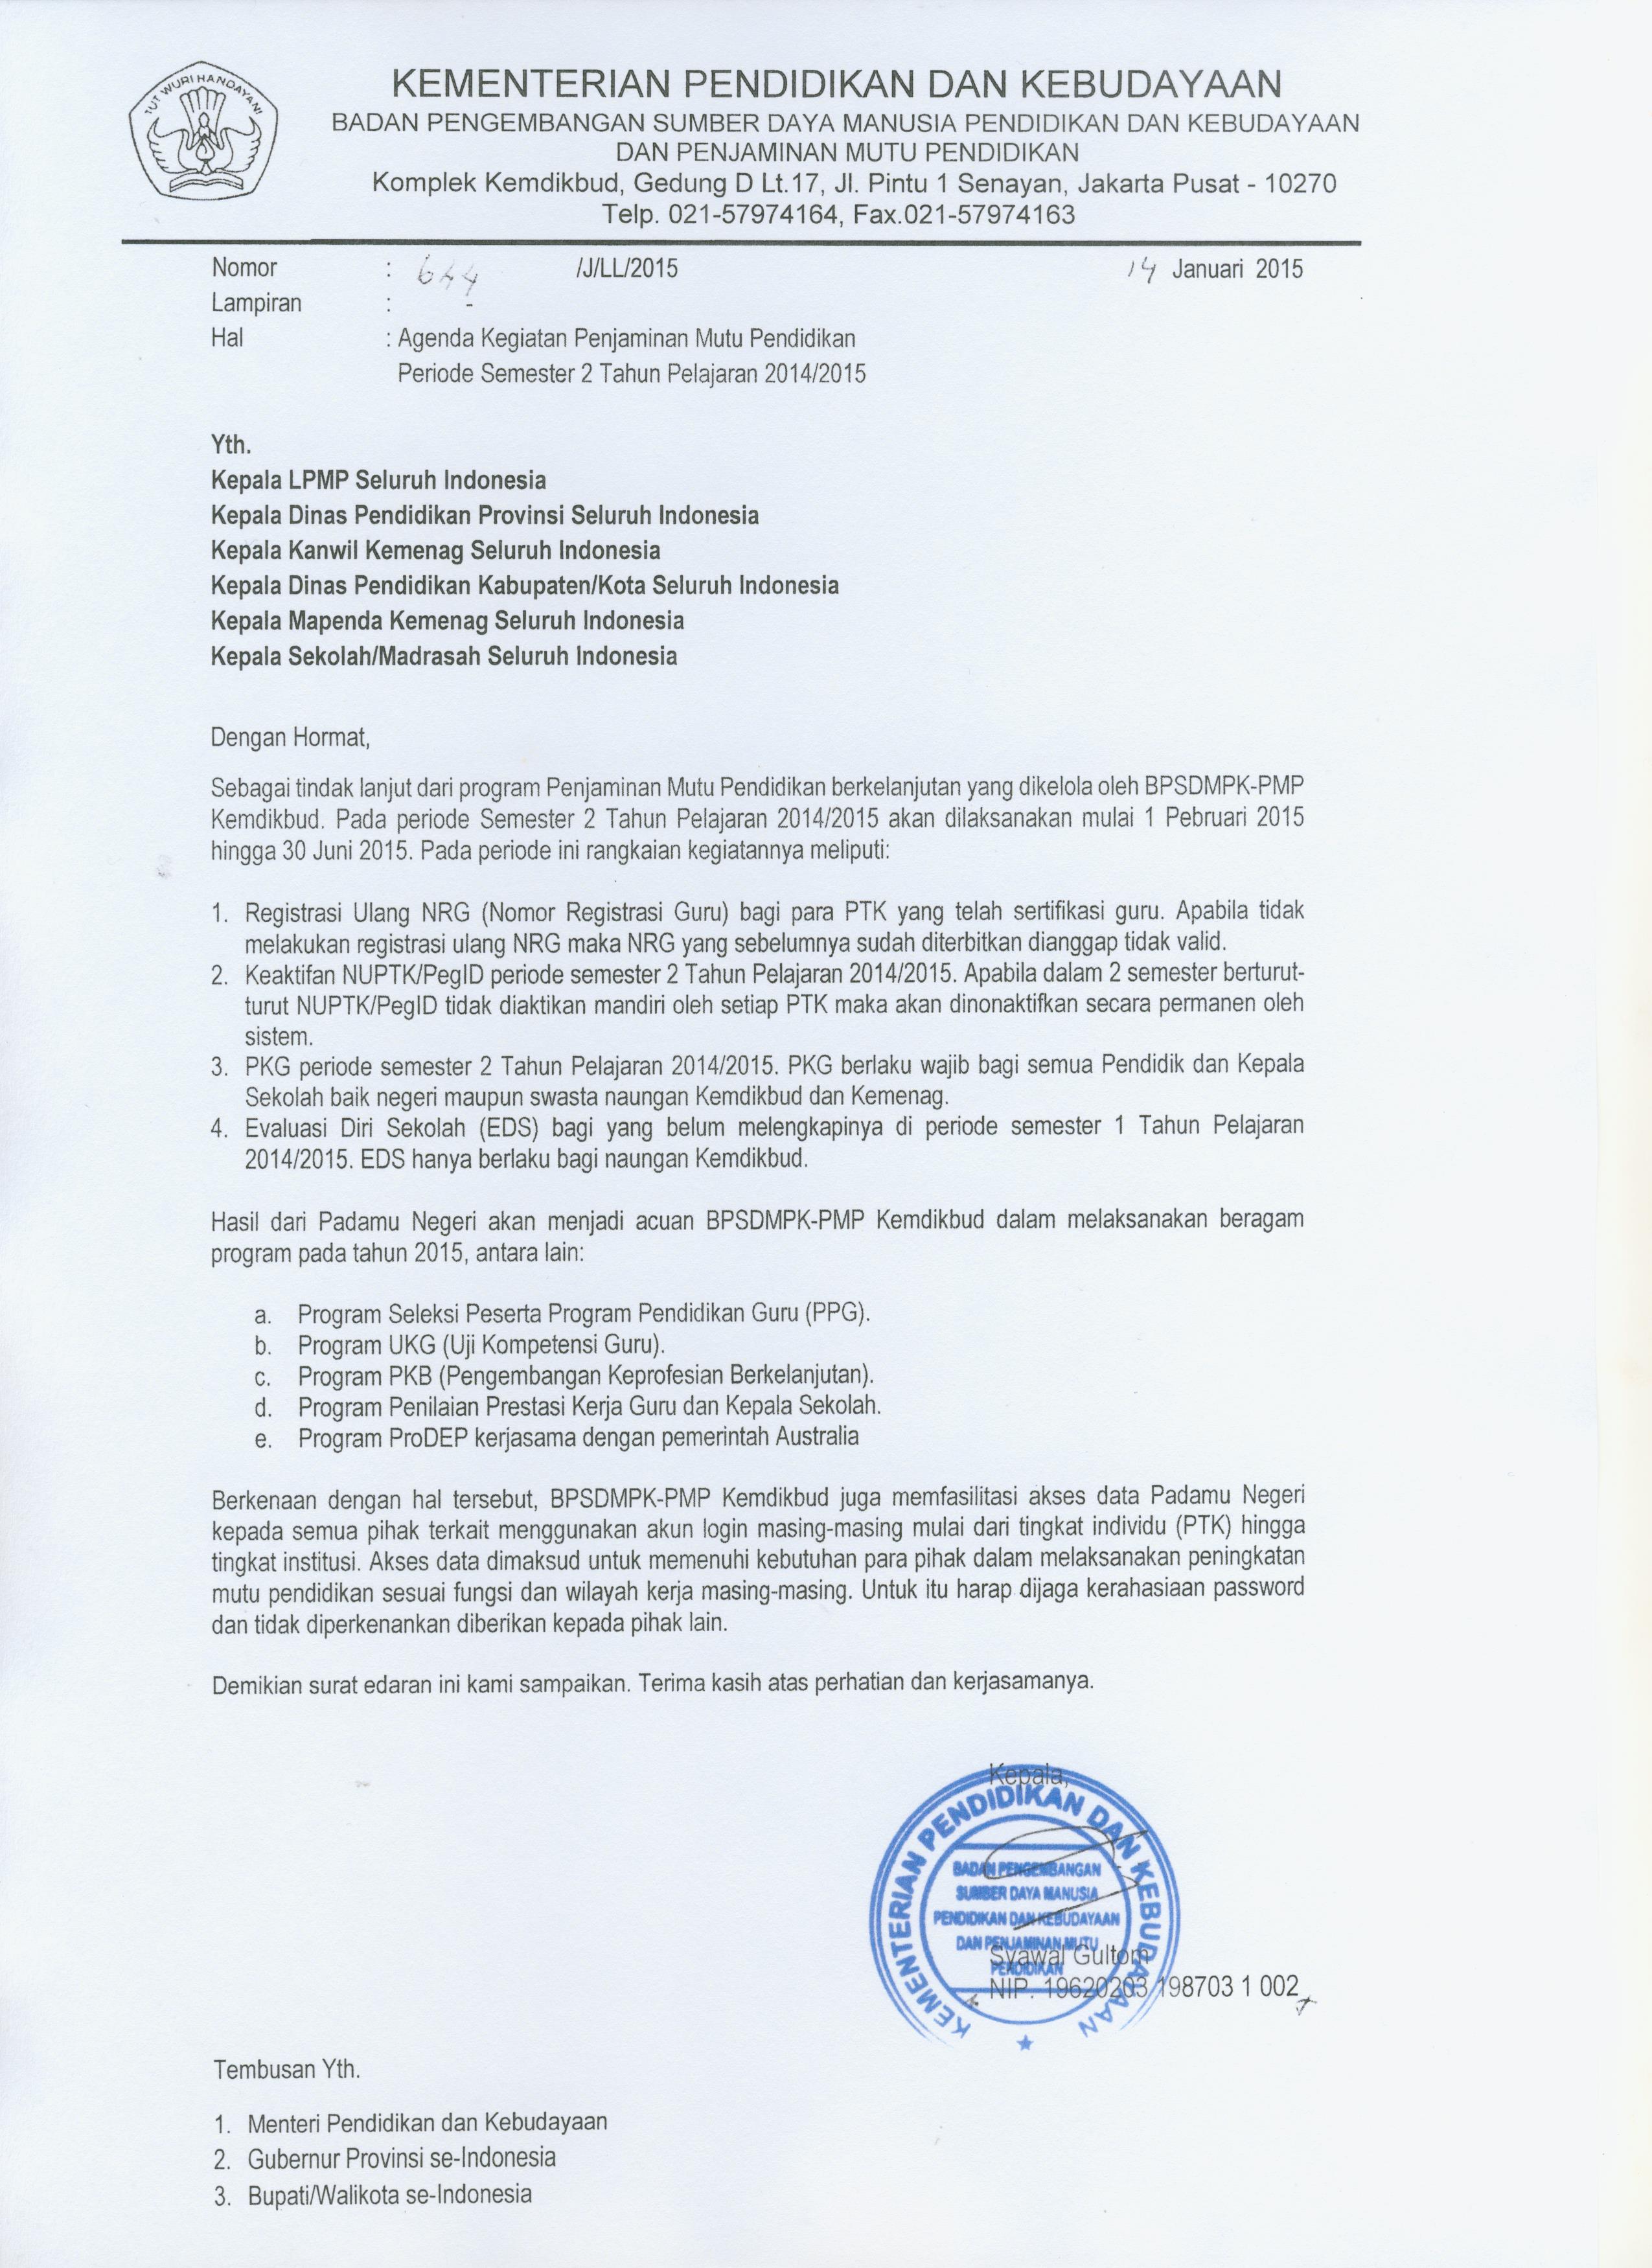 TUT WURI HANDAYANI
KEMENTERIAN PENDIDIKAN DAN KEBUDAYAAN
BADAN PENGEMBANGAN SUMBER DAYA MANUSIA PENDIDIKAN DAN KEBUDAYAAN
DAN PENJAMINAN MUTU PENDIDIKAN
Komplek Kemdikbud, Gedung D Lt.17, Jl. Pintu 1 Senayan, Jakarta Pusat - 10270
Telp. 021-57974164, Fax.021-57974163
Nomor : 644 /J/LL/2015 14 Januari 2015
Lampiran : -
Hal : Agenda Kegiatan Penjaminan Mutu Pendidikan
Periode Semester 2 Tahun Pelajaran 2014/2015
Yth.
Kepala LPMP Seluruh Indonesia
Kepala Dinas Pendidikan Provinsi Seluruh Indonesia
Kepala Kanwil Kemenag Seluruh Indonesia
Kepala Dinas Pendidikan Kabupaten/Kota Seluruh Indonesia
Kepala Mapenda Kemenag Seluruh Indonesia
Kepala Sekolah/Madrasah Seluruh Indonesia
Dengan Hormat,
Sebagai tindak lanjut dari program Penjaminan Mutu Pendidikan berkelanjutan yang dikelola oleh BPSDMPK-PMP
Kemdikbud. Pada periode Semester 2 Tahun Pelajaran 2014/2015 akan dilaksanakan mulai 1 Pebruari 2015
hingga 30 Juni 2015. Pada periode ini rangkaian kegiatannya meliputi:
1. Registrasi Ulang NRG (Nomor Registrasi Guru) bagi para PTK yang telah sertifikasi guru. Apabila tidak
melakukan registrasi ulang NRG maka NRG yang sebelumnya sudah diterbitkan dianggap tidak valid.
2. Keaktifan NUPTK/PegID periode semester 2 Tahun Pelajaran 2014/2015. Apabila dalam 2 semester berturut-
turut NUPTK/PegID tidak diaktikan mandiri oleh setiap PTK maka akan dinonaktifkan secara permanen oleh
sistem.
3. PKG periode semester 2 Tahun Pelajaran 2014/2015. PKG berlaku wajib bagi semua Pendidik dan Kepala
Sekolah baik negeri maupun swasta naungan Kemdikbud dan Kemenag.
4. Evaluasi Diri Sekolah (EDS) bagi yang belum melengkapinya di periode semester 1 Tahun Pelajaran
2014/2015. EDS hanya berlaku bagi naungan Kemdikbud.
Hasil dari Padamu Negeri akan menjadi acuan BPSDMPK-PMP Kemdikbud dalam melaksanakan beragam
program pada tahun 2015, antara lain:
a. Program Seleksi Peserta Program Pendidikan Guru (PPG).
b. Program UKG (Uji Kompetensi Guru).
c. Program PKB (Pengembangan Keprofesian Berkelanjutan).
d. Program Penilaian Prestasi Kerja Guru dan Kepala Sekolah.
e. Program ProDEP kerjasama dengan pemerintah Australia
Berkenaan dengan hal tersebut, BPSDMPK-PMP Kemdikbud juga memfasilitasi akses data Padamu Negeri
kepada semua pihak terkait menggunakan akun login masing-masing mulai dari tingkat individu (PTK) hingga
tingkat institusi. Akses data dimaksud untuk memenuhi kebutuhan para pihak dalam melaksanakan peningkatan
mutu pendidikan sesuai fungsi dan wilayah kerja masing-masing. Untuk itu harap dijaga kerahasiaan password
dan tidak diperkenankan diberikan kepada pihak lain.
Demikian surat edaran ini kami sampaikan. Terima kasih atas perhatian dan kerjasamanya.
Kepala,
KEMENTERIAN PENDIDIKAN DAN KEBUDAYAAN
BADAN PENGEMBANGAN
SUMBER DAYA MANUSIA
PENDIDIKAN DAN KEBUDAYAAN
DAN PENJAMINAN MUTU
PENDIDIKAN
Syawal Gultom
NIP. 19620203 198703 1 002
Tembusan Yth.
1. Menteri Pendidikan dan Kebudayaan
2. Gubernur Provinsi se-Indonesia
3. Bupati/Walikota se-Indonesia